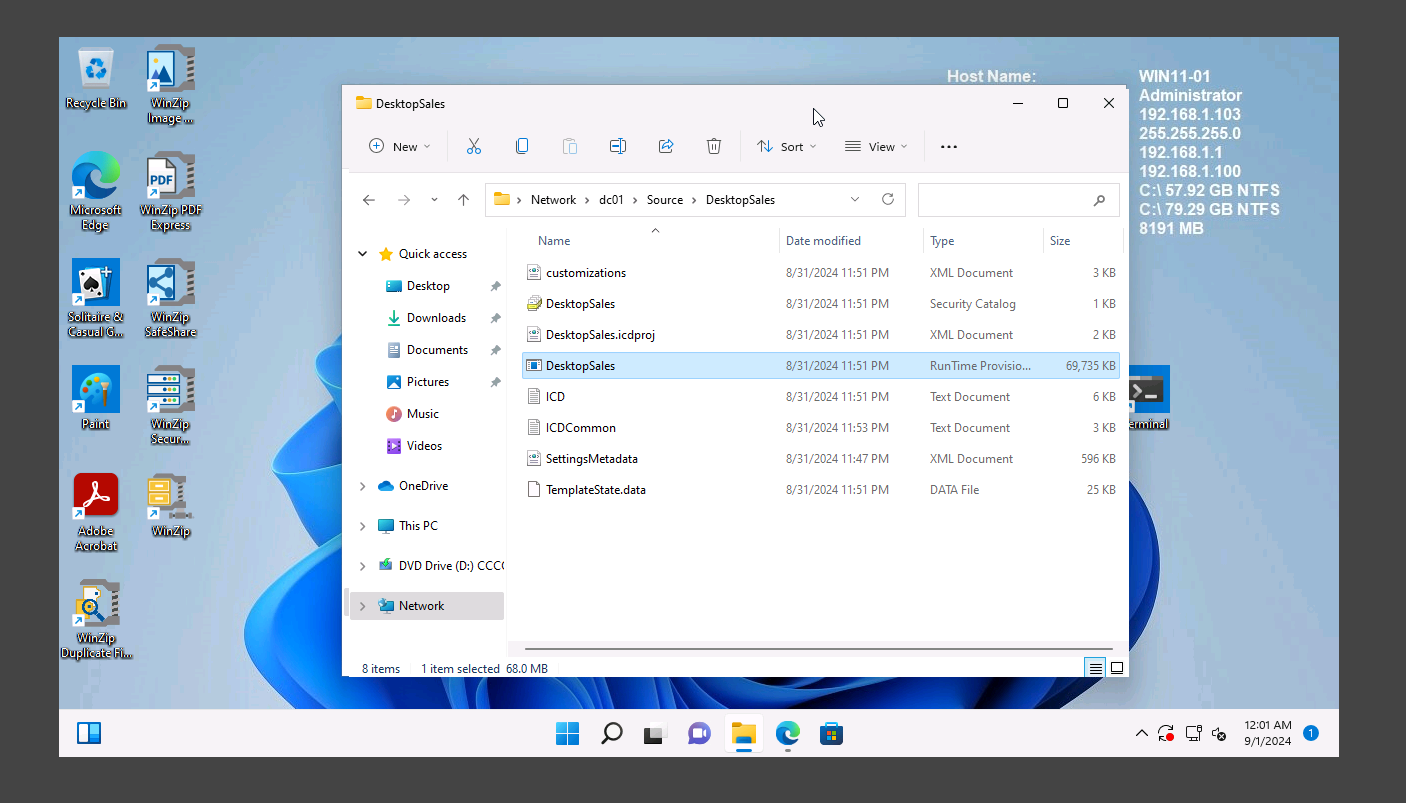 Recycle Bin
WinZip
Image ...
Microsoft
Edge
WinZip PDF
Express
Solitaire &
Casual G...
WinZip
SafeShare
Paint
WinZip
Secur...
Adobe
Acrobat
WinZip
WinZip
Duplicate Fi...
Host Name:
WIN11-01
Administrator
192.168.1.103
255.255.255.0
192.168.1.1
192.168.1.100
C:\ 57.92 GB NTFS
C:\ 79.29 GB NTFS
8191 MB
DesktopSales
New
Sort
View
Network > dc01 > Source > DesktopSales
Quick access
Desktop
Downloads
Documents
Pictures
Music
Videos
OneDrive
This PC
DVD Drive (D:) CCC
Network
Name Date modified Type Size
customizations 8/31/2024 11:51 PM XML Document 3 KB
DesktopSales 8/31/2024 11:51 PM Security Catalog 1 KB
DesktopSales.icdproj 8/31/2024 11:51 PM XML Document 2 KB
DesktopSales 8/31/2024 11:51 PM RunTime Provisio... 69,735 KB
ICD 8/31/2024 11:51 PM Text Document 6 KB
ICDCommon 8/31/2024 11:53 PM Text Document 3 KB
SettingsMetadata 8/31/2024 11:47 PM XML Document 596 KB
TemplateState.data 8/31/2024 11:51 PM DATA File 25 KB
8 items 1 item selected 68.0 MB
erminal
12:01 AM
9/1/2024
1
PDF